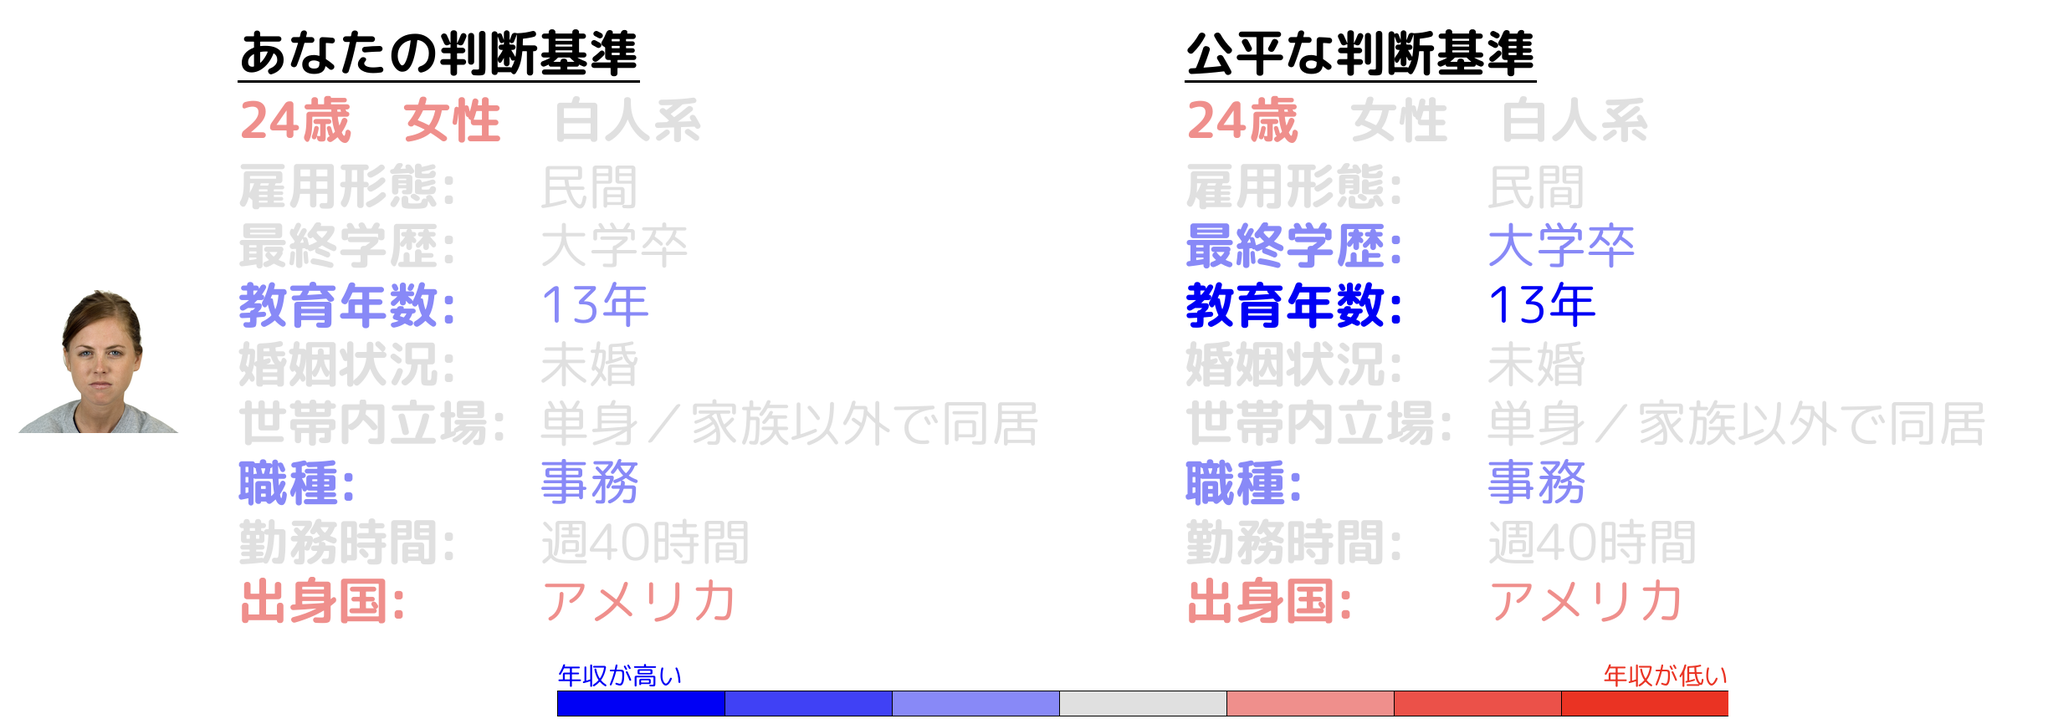 あなたの判断基準
24歳 女性 白人系
雇用形態: 民間
最終学歴: 大学卒
教育年数: 13年
婚姻状況: 未婚
世帯内立場: 単身／家族以外で同居
職種: 事務
勤務時間: 週40時間
出身国: アメリカ
公平な判断基準
24歳 女性 白人系
雇用形態: 民間
最終学歴: 大学卒
教育年数: 13年
婚姻状況: 未婚
世帯内立場: 単身／家族以外で同居
職種: 事務
勤務時間: 週40時間
出身国: アメリカ
年収が高い
年収が低い